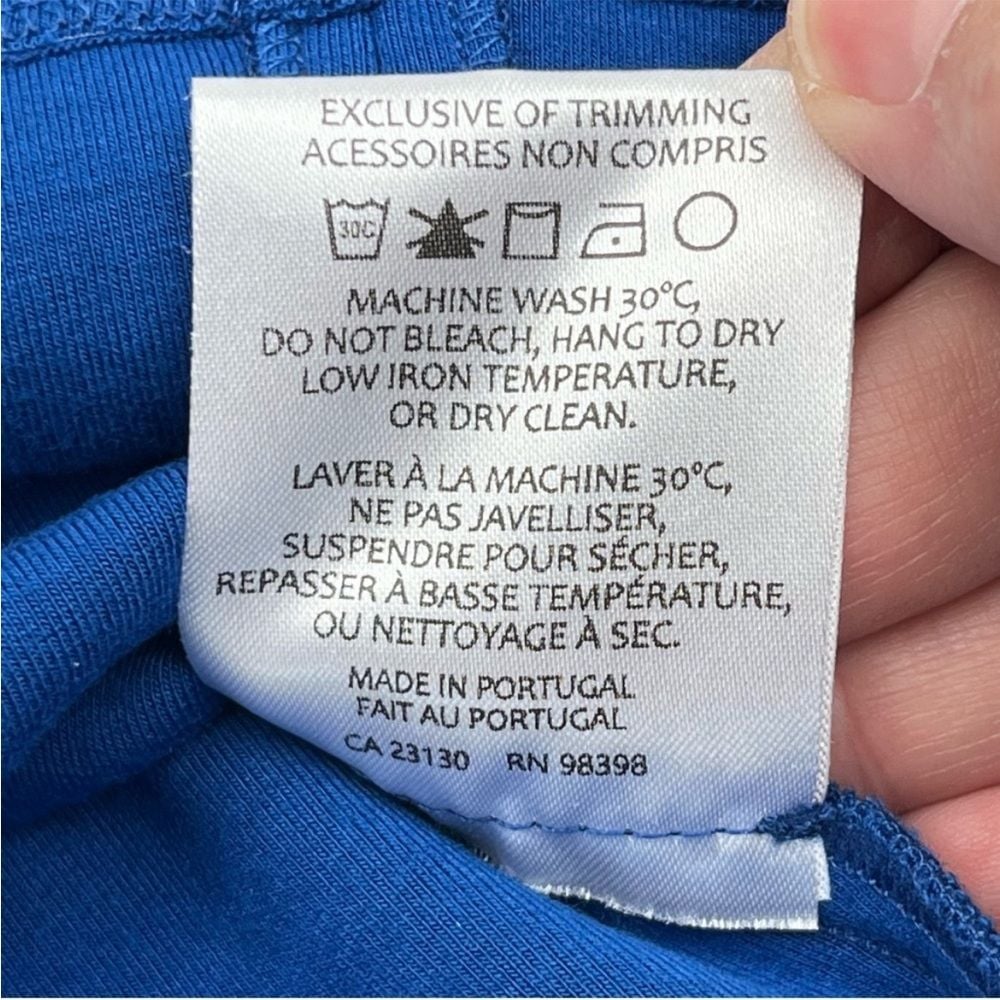 EXCLUSIVE OF TRIMMING
ACESSOIRES NON COMPRIS
30C
MACHINE WASH 30°C,
DO NOT BLEACH, HANG TO DRY
LOW IRON TEMPERATURE,
OR DRY CLEAN.
LAVER À LA MACHINE 30°C,
NE PAS JAVELLISER,
SUSPENDRE POUR SÉCHER,
REPASSER À BASSE TEMPÉRATURE,
OU NETTOYAGE À SEC.
MADE IN PORTUGAL
FAIT AU PORTUGAL
CA 23130 RN 98398